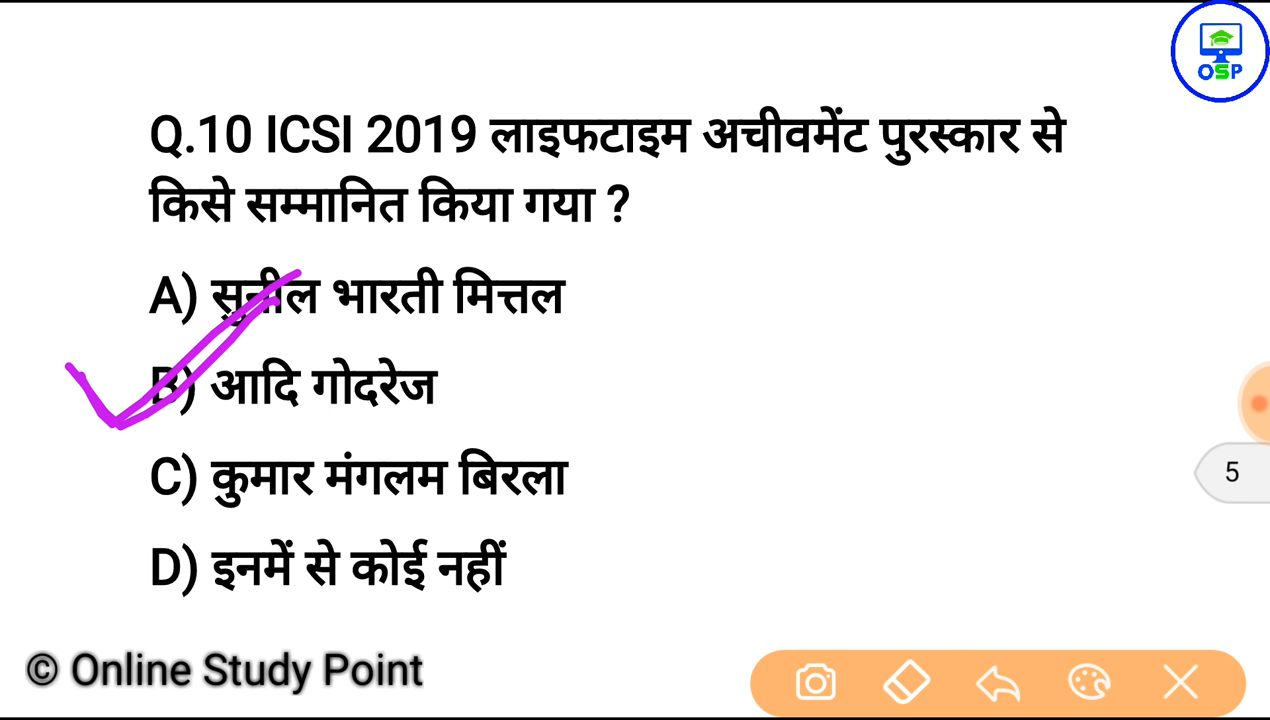 OSP
Q.10 ICSI 2019 लाइफटाइम अचीवमेंट पुरस्कार से
किसे सम्मानित किया गया ?
A) सुनील भारती मित्तल
B) आदि गोदरेज
C) कुमार मंगलम बिरला
5
D) इनमें से कोई नहीं
© Online Study Point